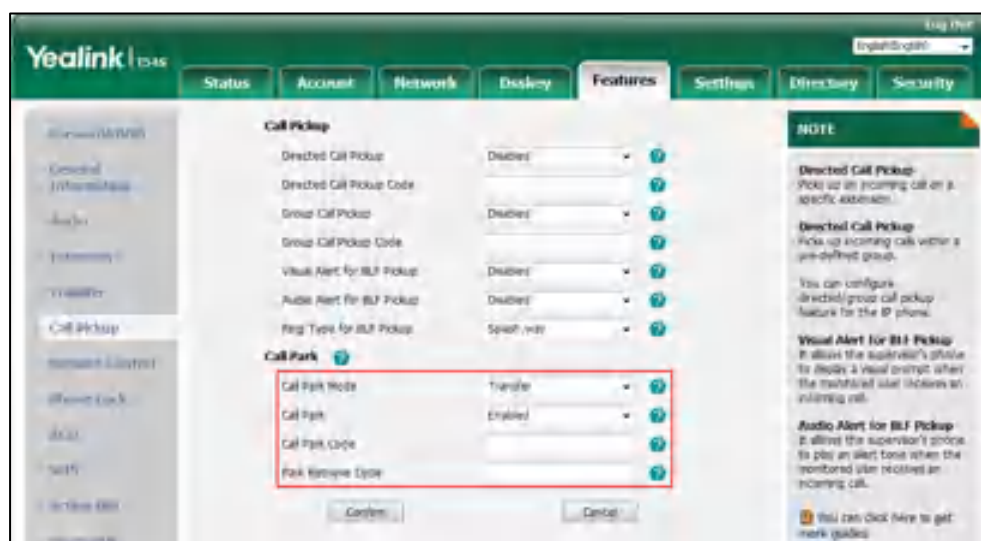 Log Out
English(English)
Yealink T54S
Status Account Network Dsskey Features Settings Directory Security
Forward&DND
General Information
Audio
Intercom
Transfer
Call Pickup
Remote Control
Phone Lock
ACD
SMS
Action URL
Call Pickup
Directed Call Pickup Disabled
Directed Call Pickup Code
Group Call Pickup Disabled
Group Call Pickup Code
Visual Alert for BLF Pickup Disabled
Audio Alert for BLF Pickup Disabled
Ring Type for BLF Pickup Splash.wav
Call Park
Call Park Mode Transfer
Call Park Enabled
Call Park Code
Park Retrieve Code
Confirm Cancel
NOTE
Directed Call Pickup
Picks up an incoming call on a
specific extension.
Directed Call Pickup
Picks up incoming calls within a
pre-defined group.
You can configure
directed/group call pickup
feature for the IP phone.
Visual Alert for BLF Pickup
It allows the supervisor's phone
to display a visual prompt when
the monitored user receives an
incoming call.
Audio Alert for BLF Pickup
It allows the supervisor's phone
to play an alert tone when the
monitored user receives an
incoming call.
You can click here to get
more guides